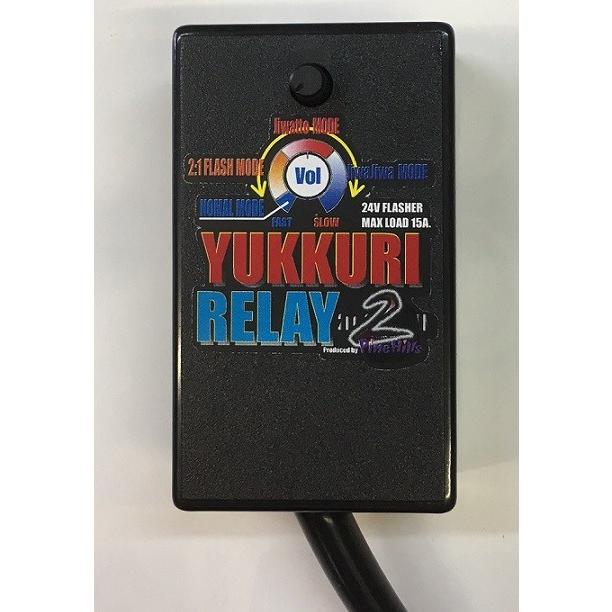 Jiwatto MODE
2:1 FLASH MODE
Vol
JiwaJiwa MODE
NOMAL MODE
FAST
SLOW
24V FLASHER
MAX LOAD 15A.
YUKKURI
RELAY 2
Produced by PineHills